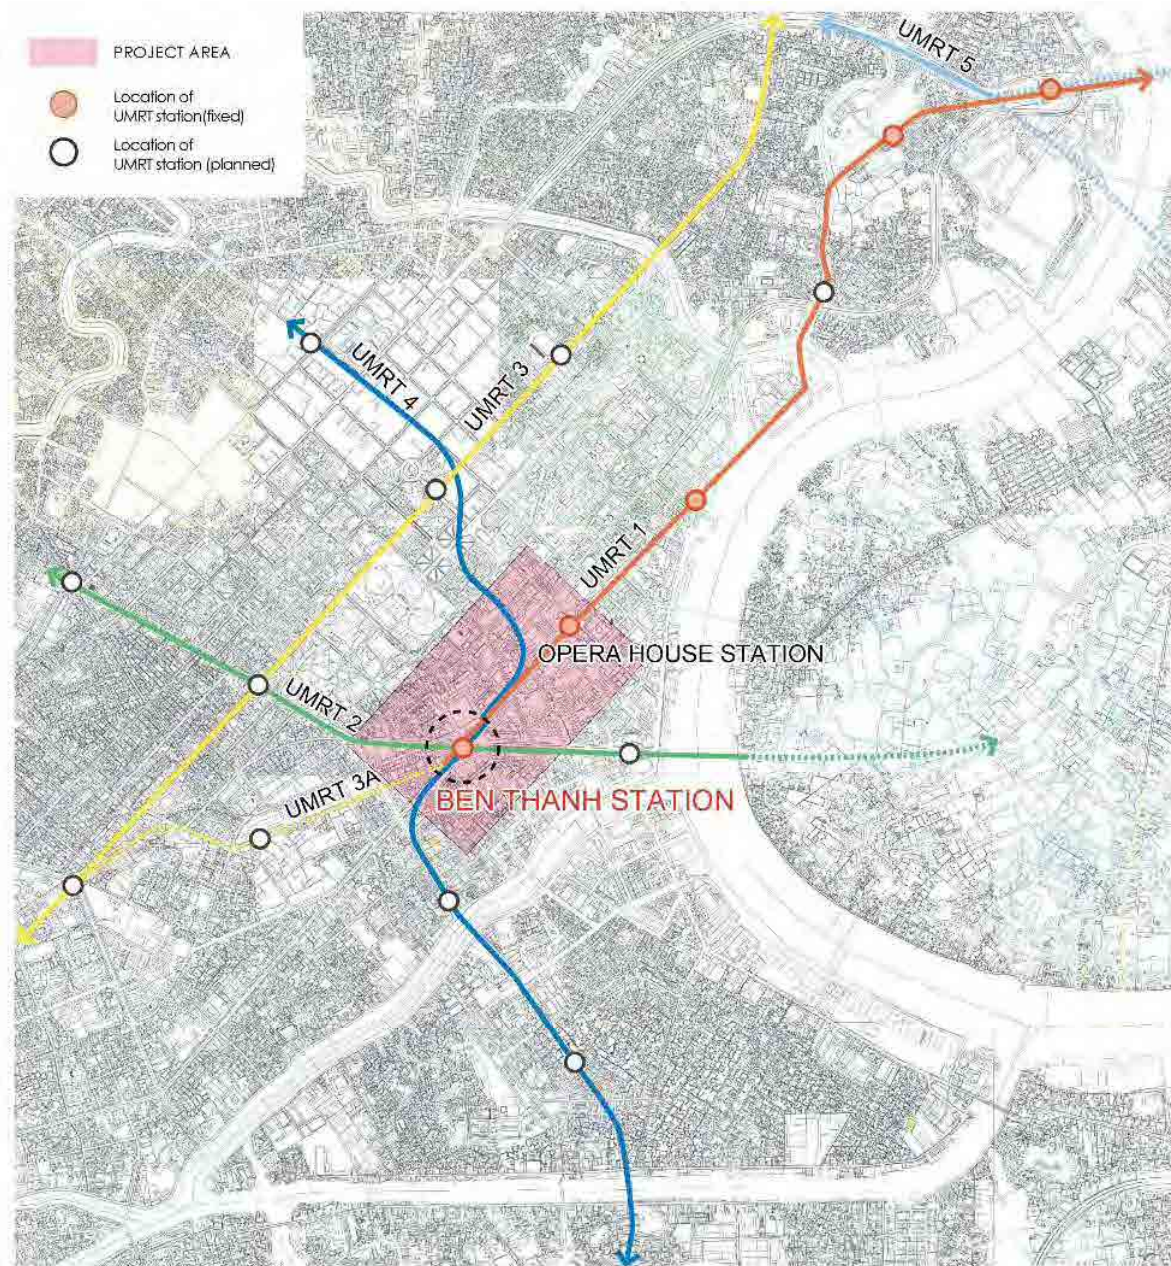 PROJECT AREA
Location of
UMRT station(fixed)
Location of
UMRT station (planned)
UMRT 5
UMRT 4
UMRT 3
UMRT 1
OPERA HOUSE STATION
UMRT 2
UMRT 3A
BEN THANH STATION